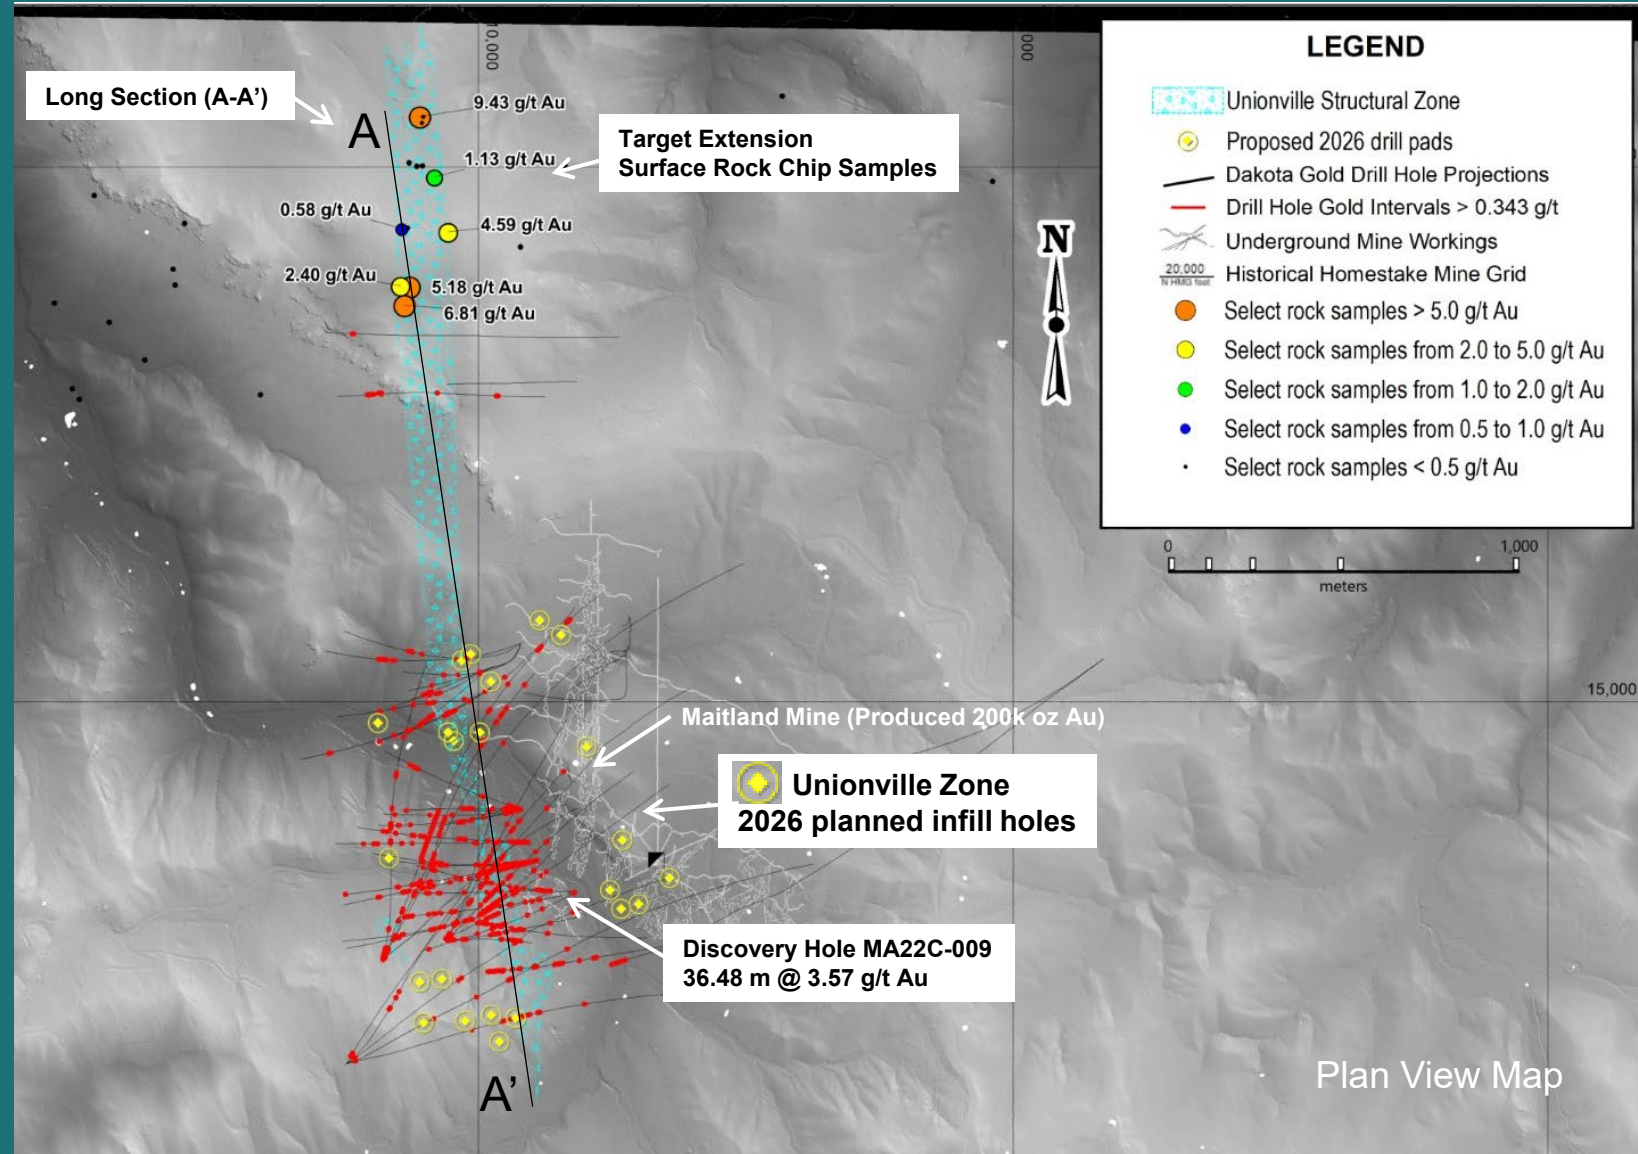 LEGEND
Unionville Structural Zone
Proposed 2026 drill pads
Dakota Gold Drill Hole Projections
Drill Hole Gold Intervals > 0.343 g/t
Underground Mine Workings
20,000
N HMG foot
Historical Homestake Mine Grid
Select rock samples > 5.0 g/t Au
Select rock samples from 2.0 to 5.0 g/t Au
Select rock samples from 1.0 to 2.0 g/t Au
Select rock samples from 0.5 to 1.0 g/t Au
Select rock samples < 0.5 g/t Au
0 1,000
meters
N
Long Section (A-A’)
A
9.43 g/t Au
1.13 g/t Au
Target Extension
Surface Rock Chip Samples
0.58 g/t Au
4.59 g/t Au
2.40 g/t Au
5.18 g/t Au
6.81 g/t Au
15,000
Maitland Mine (Produced 200k oz Au)
Unionville Zone
2026 planned infill holes
Discovery Hole MA22C-009
36.48 m @ 3.57 g/t Au
A’
Plan View Map